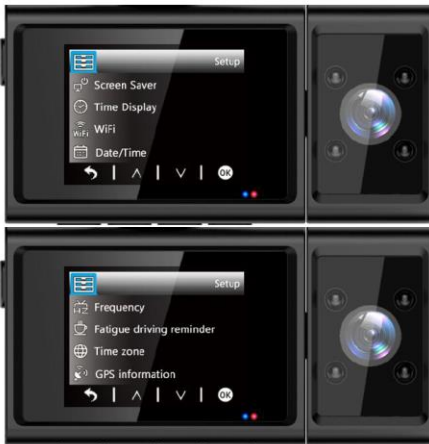 Setup
Screen Saver
Time Display
WiFi WiFi
Date/Time
OK
Setup
HZ Frequency
Fatigue driving reminder
Time zone
GPS information
OK